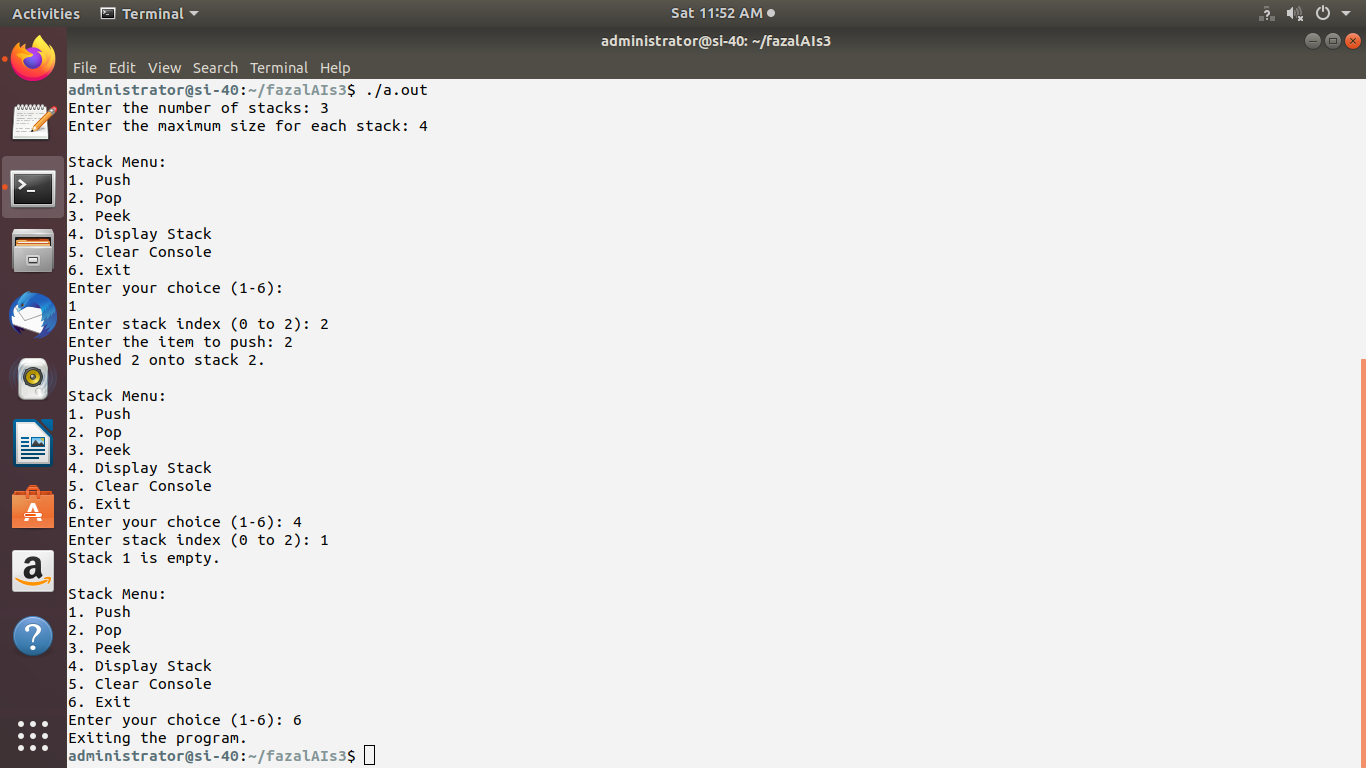 Activities Terminal Sat 11:52 AM
administrator@si-40: ~/fazalAIs3
File Edit View Search Terminal Help
administrator@si-40:~/fazalAIs3$ ./a.out
Enter the number of stacks: 3
Enter the maximum size for each stack: 4

Stack Menu:
1. Push
2. Pop
3. Peek
4. Display Stack
5. Clear Console
6. Exit
Enter your choice (1-6):
1
Enter stack index (0 to 2): 2
Enter the item to push: 2
Pushed 2 onto stack 2.

Stack Menu:
1. Push
2. Pop
3. Peek
4. Display Stack
5. Clear Console
6. Exit
Enter your choice (1-6): 4
Enter stack index (0 to 2): 1
Stack 1 is empty.

Stack Menu:
1. Push
2. Pop
3. Peek
4. Display Stack
5. Clear Console
6. Exit
Enter your choice (1-6): 6
Exiting the program.
administrator@si-40:~/fazalAIs3$